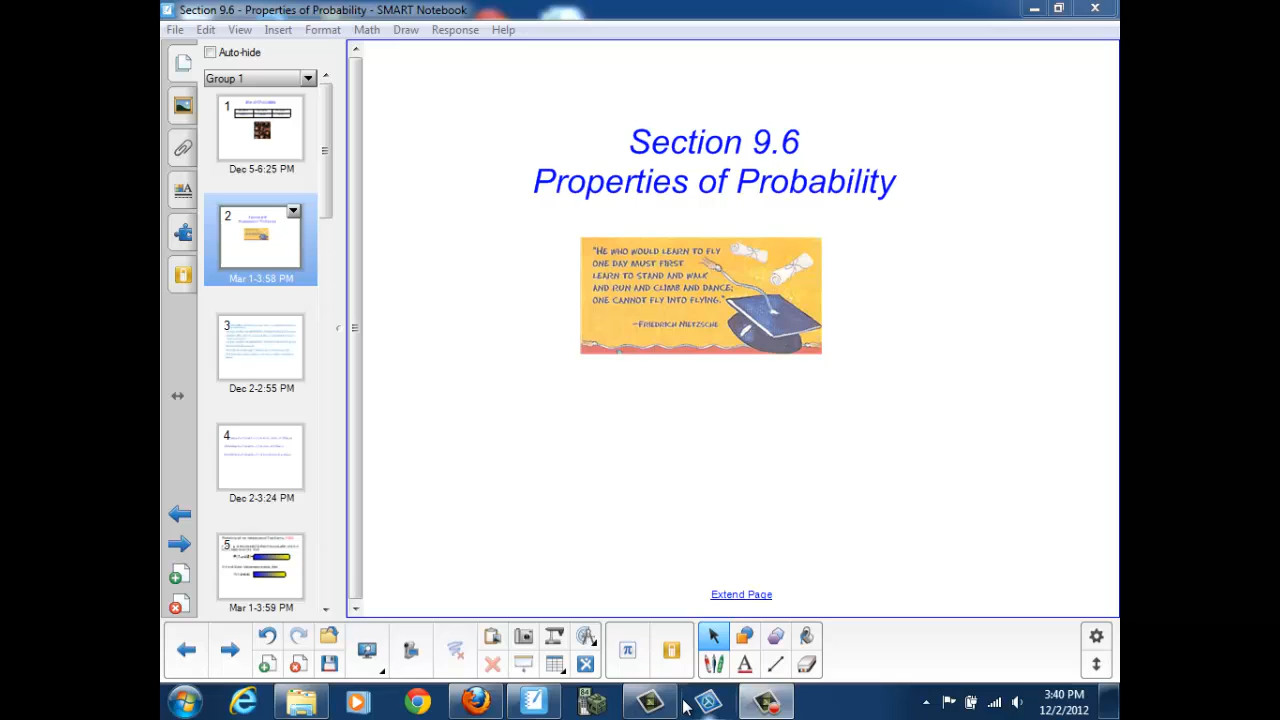 Section 9.6 - Properties of Probability - SMART Notebook
File Edit View Insert Format Math Draw Response Help
Auto-hide
Group 1
1
Dec 5-6:25 PM
2
Mar 1-3:58 PM
3
Dec 2-2:55 PM
4
Dec 2-3:24 PM
5
Mar 1-3:59 PM
Section 9.6
Properties of Probability
"HE WHO WOULD LEARN TO FLY
ONE DAY MUST FIRST
LEARN TO STAND AND WALK
AND RUN AND CLIMB AND DANCE;
ONE CANNOT FLY INTO FLYING."
—FRIEDRICH NIETZSCHE
Extend Page
π
A
3:40 PM
12/2/2012